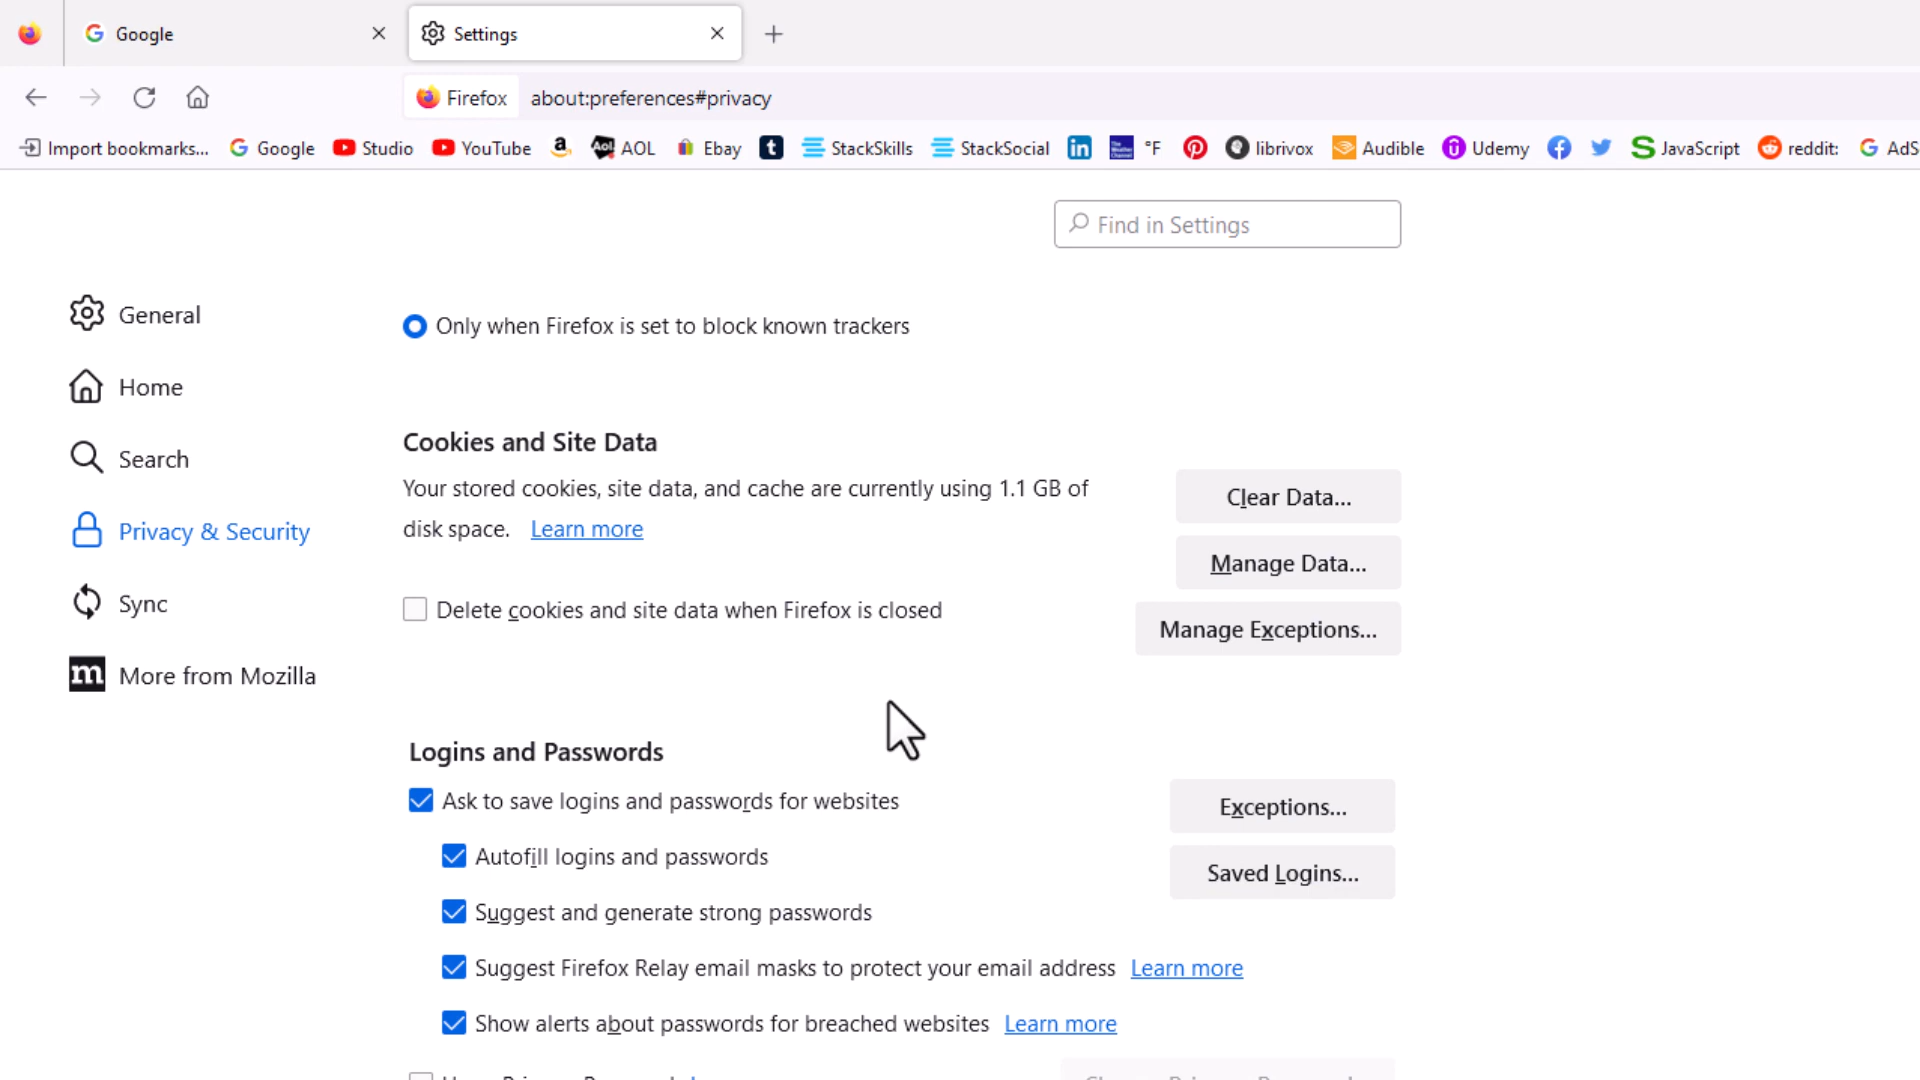 Google
Settings
Firefox about:preferences#privacy
Import bookmarks... Google Studio YouTube AOL Ebay StackSkills StackSocial °F librivox Audible Udemy JavaScript reddit: AdS
Find in Settings
General
Home
Search
Privacy & Security
Sync
More from Mozilla
Only when Firefox is set to block known trackers
Cookies and Site Data
Your stored cookies, site data, and cache are currently using 1.1 GB of
disk space. Learn more
Clear Data...
Manage Data...
Delete cookies and site data when Firefox is closed
Manage Exceptions...
Logins and Passwords
Ask to save logins and passwords for websites
Exceptions...
Autofill logins and passwords
Saved Logins...
Suggest and generate strong passwords
Suggest Firefox Relay email masks to protect your email address Learn more
Show alerts about passwords for breached websites Learn more